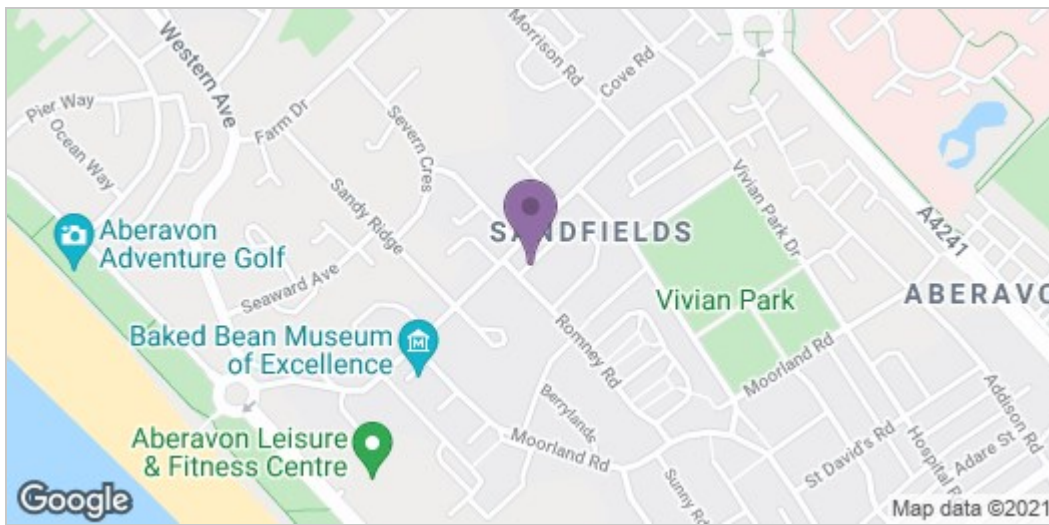 Western Ave
Morrison Rd
Cove Rd
Pier Way
Farm Dr
Severn Cres
Ocean Way
Vivian Park Dr
Sandy Ridge
A4241
Aberavon
Adventure Golf
SANDFIELDS
Seaward Ave
Vivian Park
ABERAVO
Baked Bean Museum
of Excellence
Romney Rd
Moorland Rd
Berrylands
Addison Rd
Aberavon Leisure
& Fitness Centre
Moorland Rd
St David's Rd
Adare St
Sunny Rd
Google
Map data ©2021